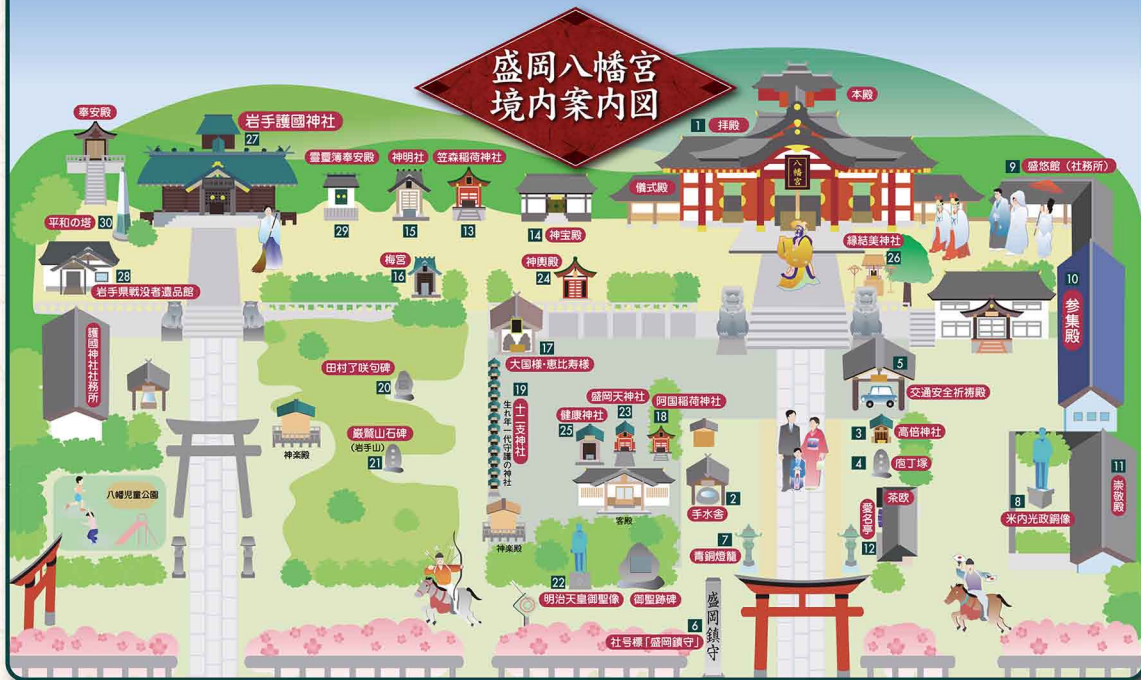 盛岡八幡宮
境内案内図
奉安殿
岩手護國神社
27
霊璽簿奉安殿
29
神明社
15
笠森稲荷神社
13
14 神宝殿
儀式殿
1 拝殿
本殿
八幡宮
9 盛悠館(社務所)
平和の塔 30
28
岩手県戦没者遺品館
梅宮
16
神輿殿
24
縁結美神社
26
10
参集殿
護國神社社務所
田村了咲句碑
20
17
大国様・恵比寿様
19
十二支神社
生れ年一代守護の神社
盛岡天神社
23
阿国稲荷神社
18
健康神社
25
5
交通安全祈祷殿
3 高倍神社
4 庖丁塚
神楽殿
巌鷲山石碑
(岩手山)
21
客殿
2
手水舎
茶欧
愛名亭
12
8
米内光政銅像
11
崇敬殿
八幡児童公園
神楽殿
7
青銅燈籠
22
明治天皇御聖像
御聖跡碑
6
社号標「盛岡鎮守」
盛岡鎮守